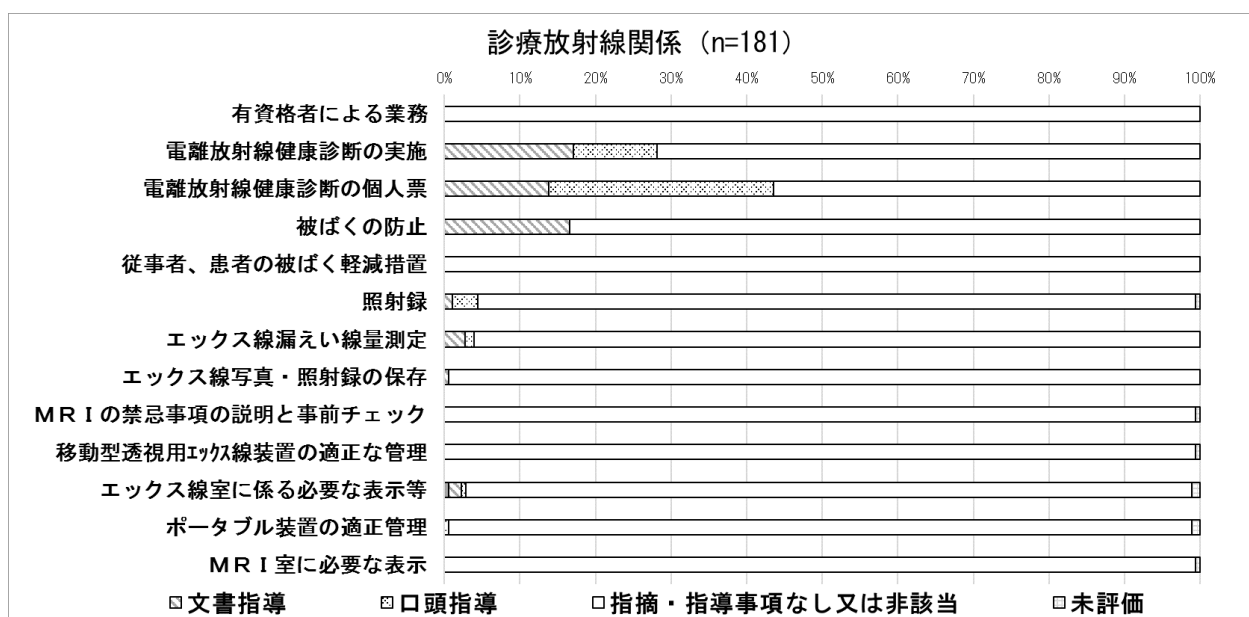 診療放射線関係（n=181）
0% 10% 20% 30% 40% 50% 60% 70% 80% 90% 100%
有資格者による業務
電離放射線健康診断の実施
電離放射線健康診断の個人票
被ばくの防止
従事者、患者の被ばく軽減措置
照射録
エックス線漏えい線量測定
エックス線写真・照射録の保存
ＭＲＩの禁忌事項の説明と事前チェック
移動型透視用ｴｯｸｽ線装置の適正な管理
エックス線室に係る必要な表示等
ポータブル装置の適正管理
ＭＲＩ室に必要な表示
文書指導 口頭指導 指摘・指導事項なし又は非該当 未評価